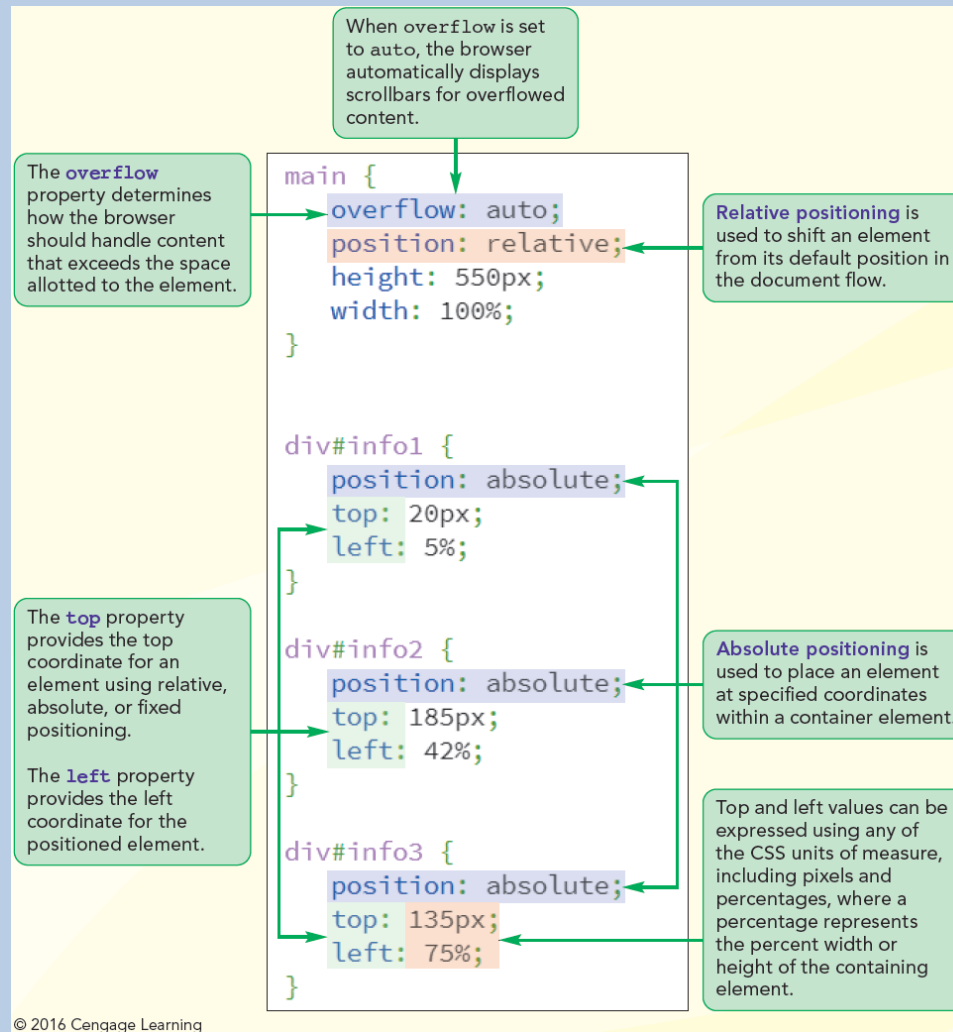 When overflow is set
to auto, the browser
automatically displays
scrollbars for overflowed
content.
The overflow
property determines
how the browser
should handle content
that exceeds the space
allotted to the element.
main {
overflow: auto;
position: relative;
height: 550px;
width: 100%;
}
Relative positioning is
used to shift an element
from its default position in
the document flow.
div#info1 {
position: absolute;
top: 20px;
left: 5%;
}
The top property
provides the top
coordinate for an
element using relative,
absolute, or fixed
positioning.
The left property
provides the left
coordinate for the
positioned element.
div#info2 {
position: absolute;
top: 185px;
left: 42%;
}
Absolute positioning is
used to place an element
at specified coordinates
within a container element.
div#info3 {
position: absolute;
top: 135px;
left: 75%;
}
Top and left values can be
expressed using any of
the CSS units of measure,
including pixels and
percentages, where a
percentage represents
the percent width or
height of the containing
element.
© 2016 Cengage Learning